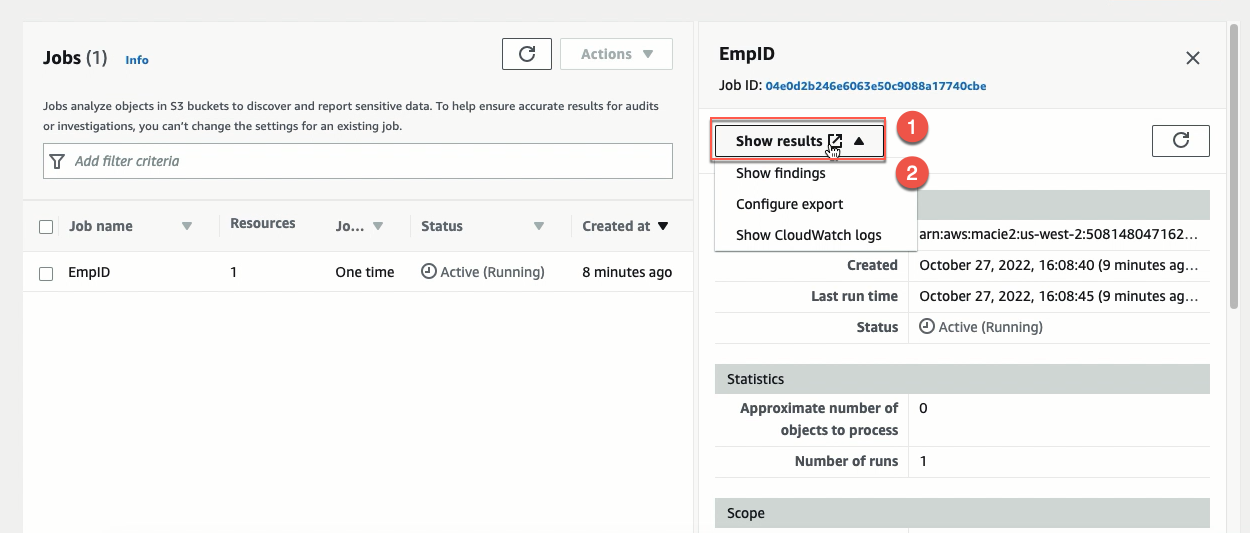 Jobs (1) Info
Actions
Jobs analyze objects in S3 buckets to discover and report sensitive data. To help ensure accurate results for audits
or investigations, you can't change the settings for an existing job.
Add filter criteria
Job name Resources Jo... Status Created at
EmpID 1 One time Active (Running) 8 minutes ago
EmpID
Job ID: 04e0d2b246e6063e50c9088a17740cbe
Show results 1
Show findings 2
Configure export
Show CloudWatch logs
arn:aws:macie2:us-west-2:508148047162...
Created October 27, 2022, 16:08:40 (9 minutes ag...
Last run time October 27, 2022, 16:08:45 (9 minutes ag...
Status Active (Running)
Statistics
Approximate number of 0
objects to process
Number of runs 1
Scope